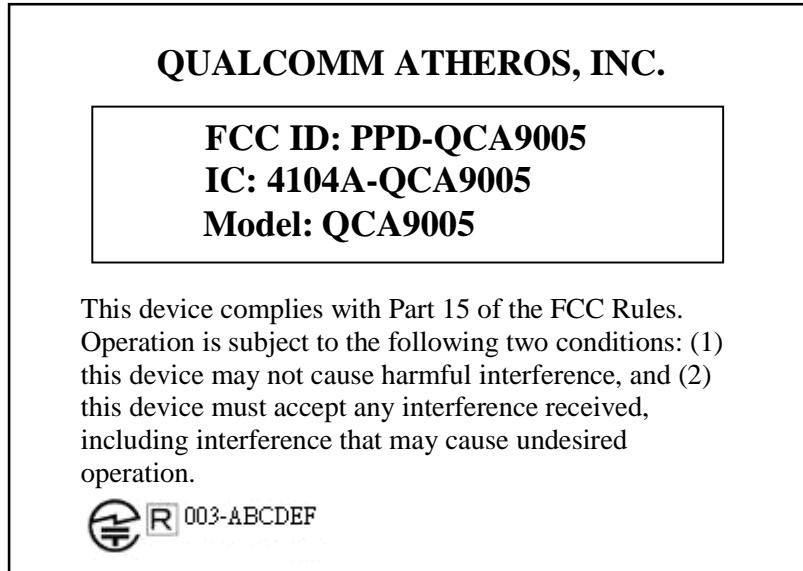 QUALCOMM ATHEROS, INC.
FCC ID: PPD-QCA9005
IC: 4104A-QCA9005
Model: QCA9005
This device complies with Part 15 of the FCC Rules.
Operation is subject to the following two conditions: (1)
this device may not cause harmful interference, and (2)
this device must accept any interference received,
including interference that may cause undesired
operation.
R 003-ABCDEF